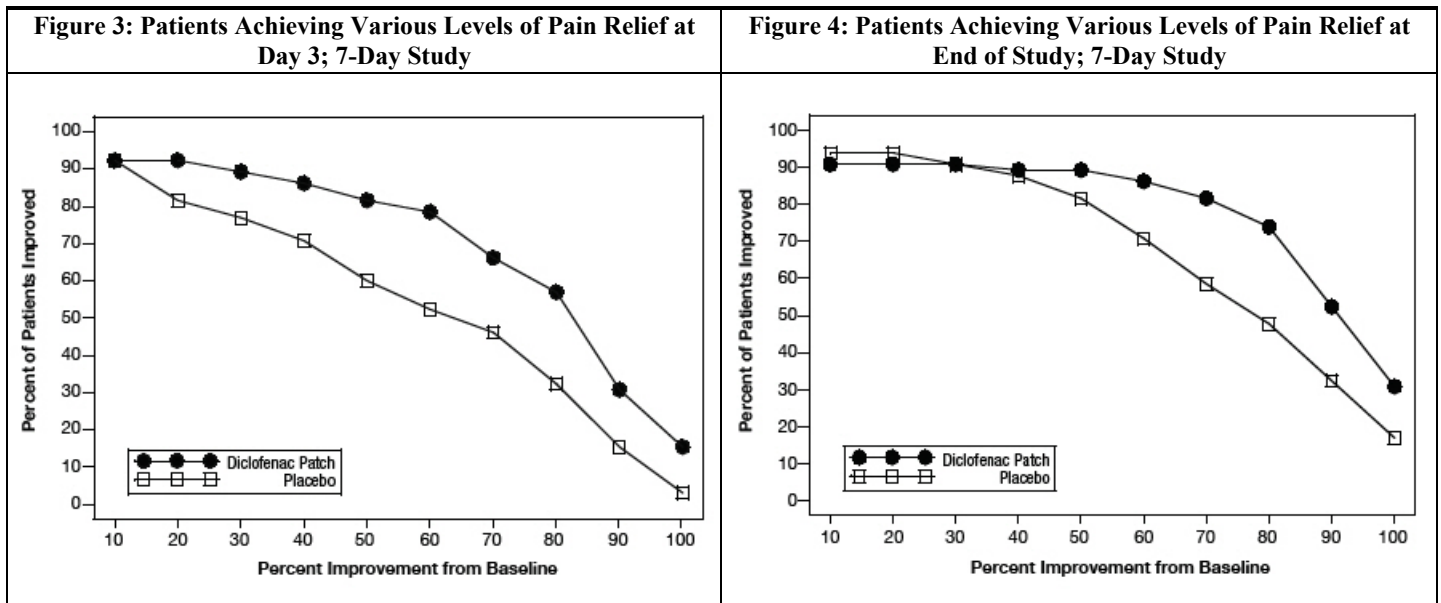 Figure 3: Patients Achieving Various Levels of Pain Relief at
Day 3; 7-Day Study
Figure 4: Patients Achieving Various Levels of Pain Relief at
End of Study; 7-Day Study
Percent of Patients Improved
100
90
80
70
60
50
40
30
20
10
0
Diclofenac Patch
Placebo
10 20 30 40 50 60 70 80 90 100
Percent Improvement from Baseline
Percent of Patients Improved
100
90
80
70
60
50
40
30
20
10
0
Diclofenac Patch
Placebo
10 20 30 40 50 60 70 80 90 100
Percent Improvement from Baseline